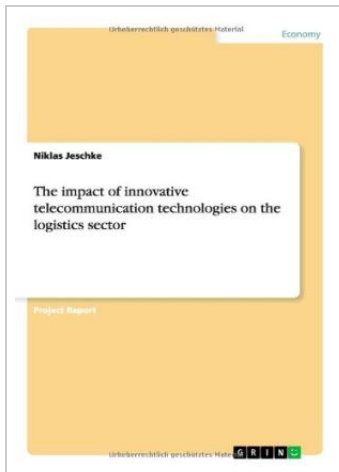 Urheberrechtlich geschütztes Material
Economy
Niklas Jeschke
The impact of innovative
telecommunication technologies on the
logistics sector
Project Report
Urheberrechtlich geschütztes Material
GRIN